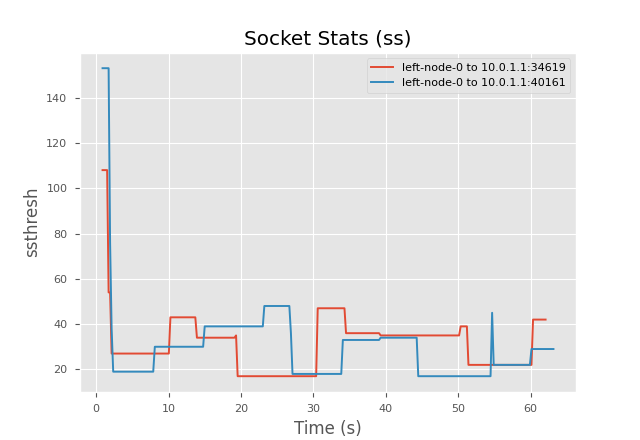 Socket Stats (ss)
left-node-0 to 10.0.1.1:34619
left-node-0 to 10.0.1.1:40161
140
120
100
80
60
40
20
ssthresh
0 10 20 30 40 50 60
Time (s)